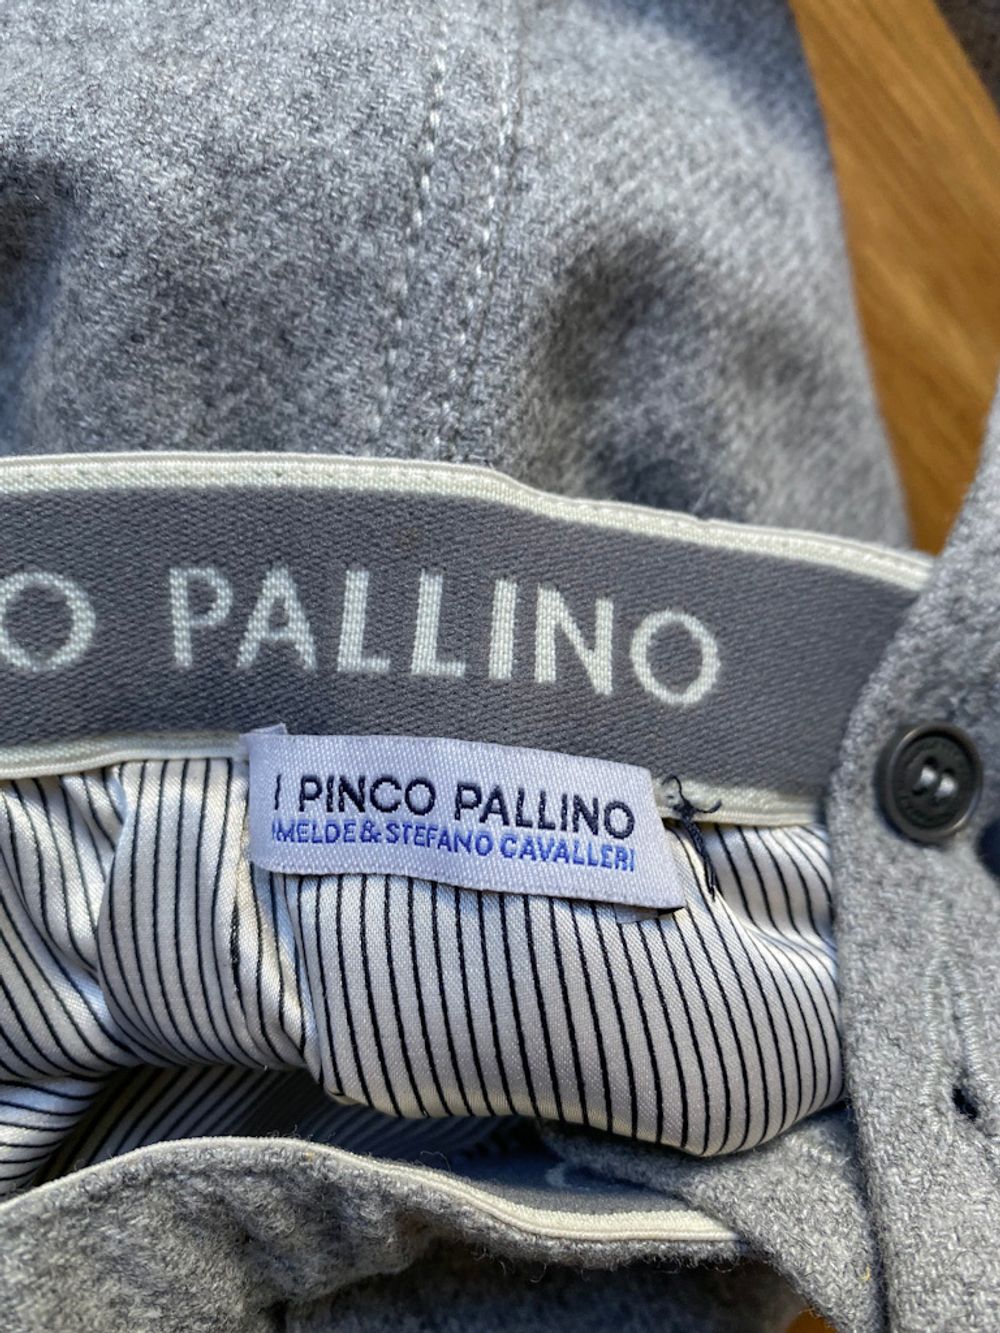 O PALLINO
I PINCO PALLINO
IMELDE & STEFANO CAVALLERI